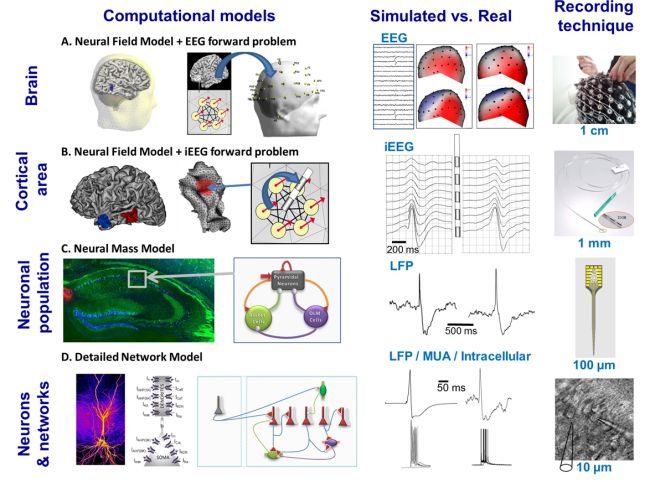 Computational models
Simulated vs. Real
Recording
technique
Brain
A. Neural Field Model + EEG forward problem
EEG
1 cm
Cortical
area
B. Neural Field Model + iEEG forward problem
iEEG
200 ms
1 mm
Neuronal
population
C. Neural Mass Model
Pyramidal
Neurons
Basket
Cells
OLM
Cells
LFP
500 ms
100 µm
Neurons
& networks
D. Detailed Network Model
DENDRITES
SOMA
LFP / MUA / Intracellular
50 ms
10 µm